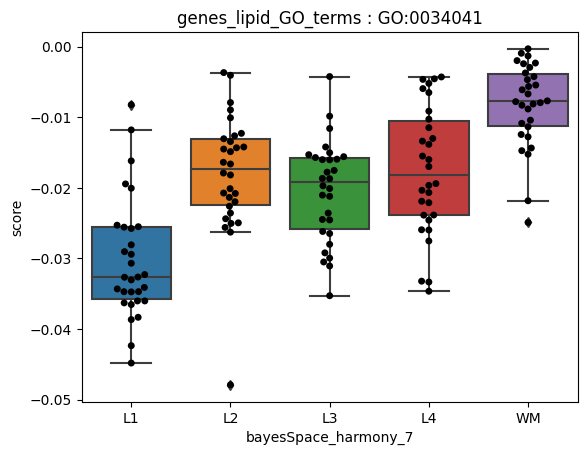 genes_lipid_GO_terms : GO:0034041
0.00
−0.01
−0.02
−0.03
−0.04
−0.05
score
L1 L2 L3 L4 WM
bayesSpace_harmony_7